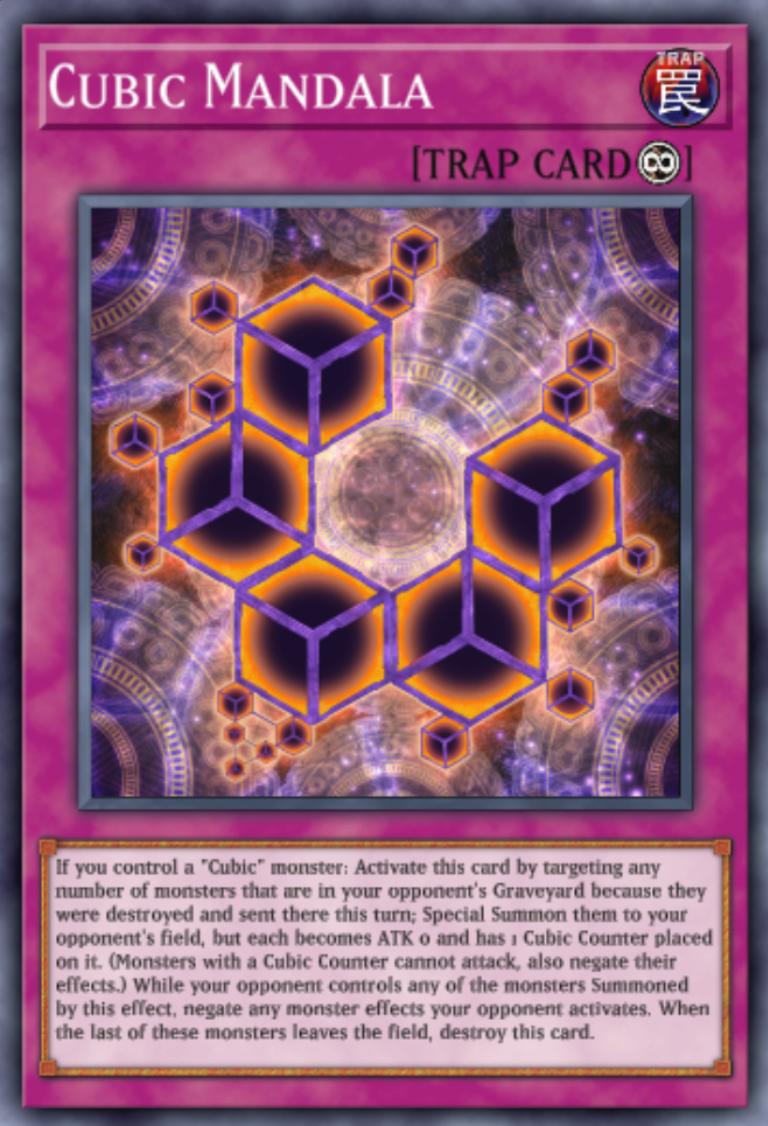 CUBIC MANDALA
TRAP
罠
[TRAP CARD]
If you control a "Cubic" monster: Activate this card by targeting any
number of monsters that are in your opponent's Graveyard because they
were destroyed and sent there this turn; Special Summon them to your
opponent's field, but each becomes ATK 0 and has 1 Cubic Counter placed
on it. (Monsters with a Cubic Counter cannot attack, also negate their
effects.) While your opponent controls any of the monsters Summoned
by this effect, negate any monster effects your opponent activates. When
the last of these monsters leaves the field, destroy this card.